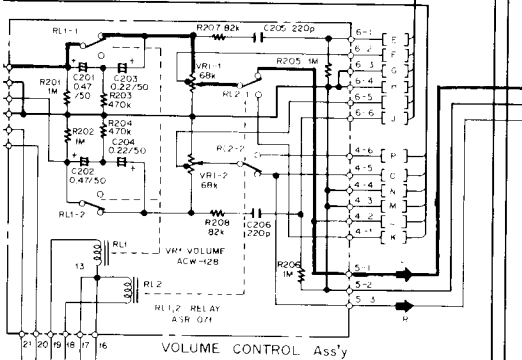 R207 82k
C205 220p
6-1
E
RL1-1
6-2
F
6-3
G
VR1-1
68k
R205 1M
6-4
6-5
C201
0.47
/50
C203
0.22/50
R201
1M
R203
470k
RL2-1
6-6
J
R202
1M
R204
470k
C204
0.22/50
4-6
P
RL2-2
4-5
C
C202
0.47/50
4-4
N
VR1-2
68k
4-3
M
4-2
L
RL1-2
4-1
K
R208
82k
C206
220p
RL1
VR1 VOLUME
ACW-128
R206
1M
5-1
13
RL2
5-2
5-3
R
RL1,2 RELAY
ASR 071
21
20
19
18
17
16
VOLUME CONTROL Ass'y